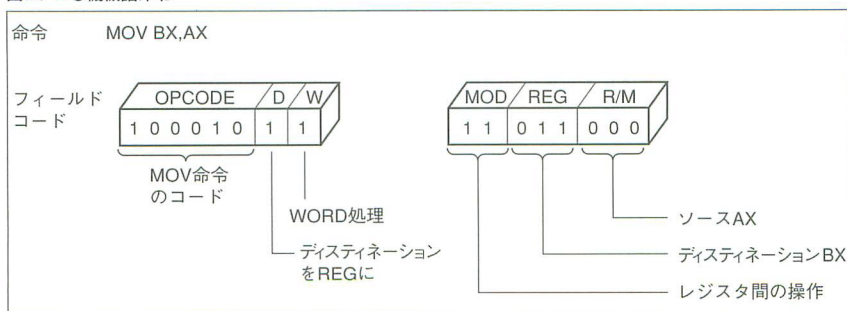 命令 MOV BX,AX
フィールド
コード
OPCODE D W
1 0 0 0 1 0 1 1
MOD REG R/M
1 1 0 1 1 0 0 0
MOV命令
のコード
WORD処理
ディスティネーション
をREGに
ソースAX
ディスティネーションBX
レジスタ間の操作